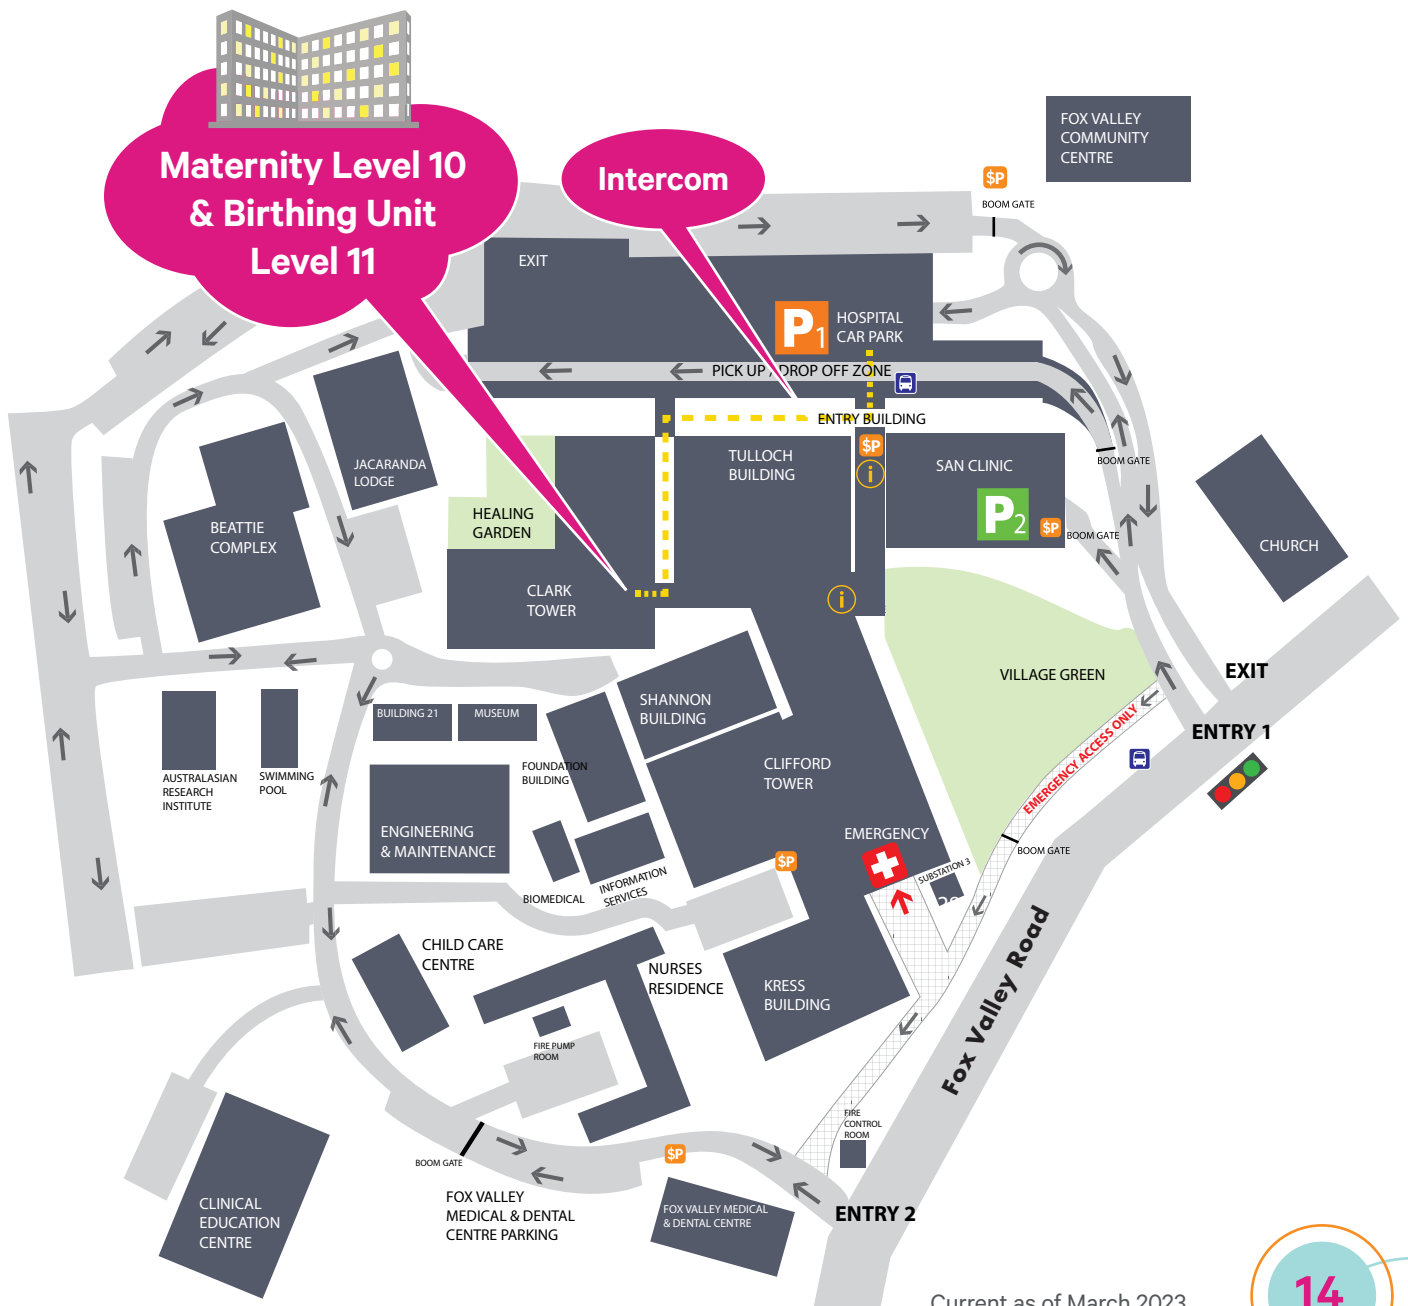 Maternity Level 10
& Birthing Unit
Level 11
Intercom
FOX VALLEY
COMMUNITY
CENTRE
$P
BOOM GATE
EXIT
P1
HOSPITAL
CAR PARK
PICK UP / DROP OFF ZONE
ENTRY BUILDING
$P
i
TULLOCH
BUILDING
SAN CLINIC
P2
$P
BOOM GATE
BOOM GATE
CHURCH
JACARANDA
LODGE
BEATTIE
COMPLEX
HEALING
GARDEN
CLARK
TOWER
i
VILLAGE GREEN
EXIT
ENTRY 1
EMERGENCY ACCESS ONLY
BOOM GATE
SHANNON
BUILDING
BUILDING 21
MUSEUM
AUSTRALASIAN
RESEARCH
INSTITUTE
SWIMMING
POOL
FOUNDATION
BUILDING
CLIFFORD
TOWER
ENGINEERING
& MAINTENANCE
EMERGENCY
SUBSTATION 3
$P
BIOMEDICAL
INFORMATION
SERVICES
CHILD CARE
CENTRE
NURSES
RESIDENCE
KRESS
BUILDING
Fox Valley Road
FIRE PUMP
ROOM
FIRE
CONTROL
ROOM
BOOM GATE
$P
CLINICAL
EDUCATION
CENTRE
FOX VALLEY
MEDICAL & DENTAL
CENTRE PARKING
FOX VALLEY MEDICAL
& DENTAL CENTRE
ENTRY 2
Current as of March 2023
14